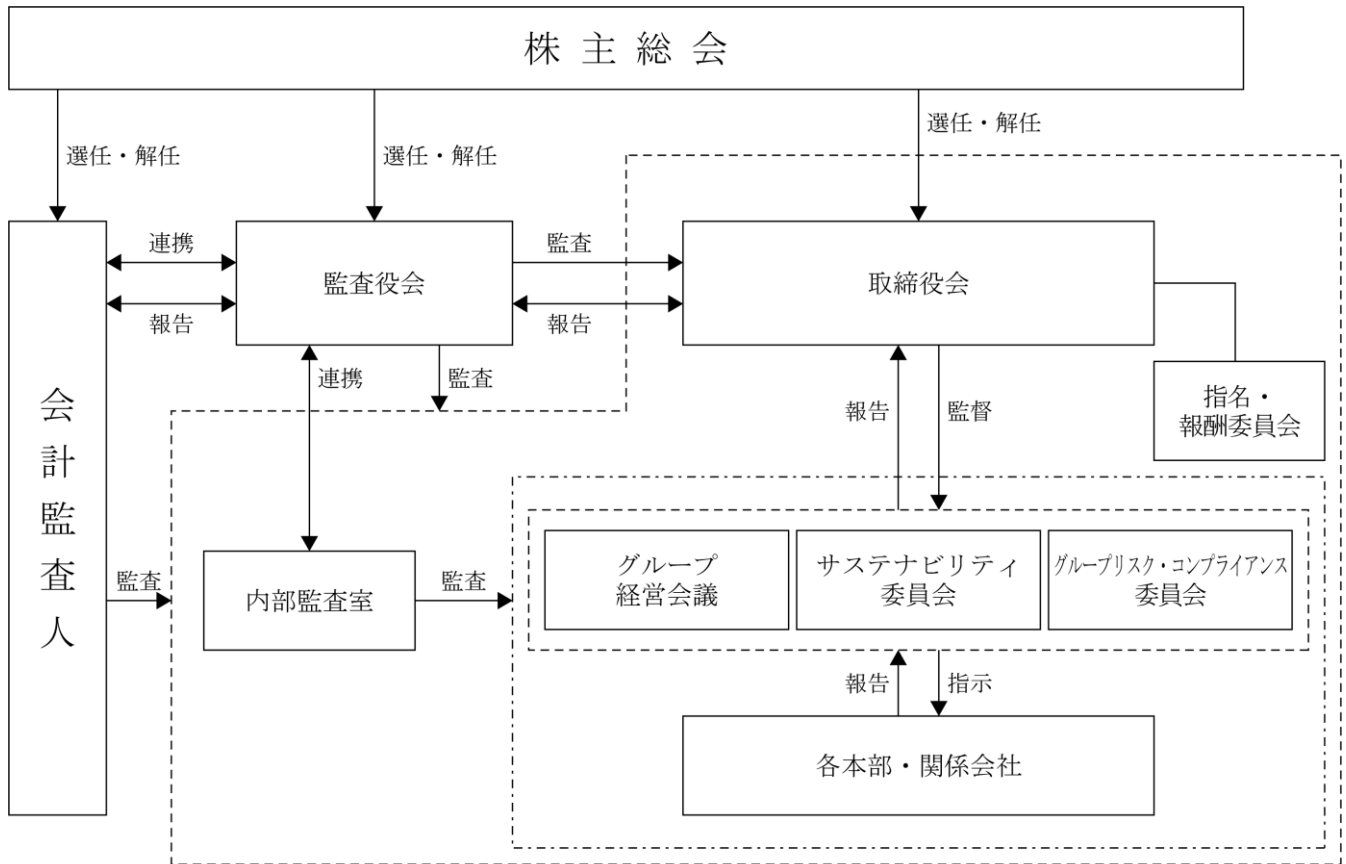 株主総会
選任・解任
選任・解任
選任・解任
会計監査人
連携
報告
監査役会
監査
報告
取締役会
連携
監査
報告
監督
指名・
報酬委員会
監査
内部監査室
監査
グループ
経営会議
サステナビリティ
委員会
グループリスク・コンプライアンス
委員会
報告
指示
各本部・関係会社